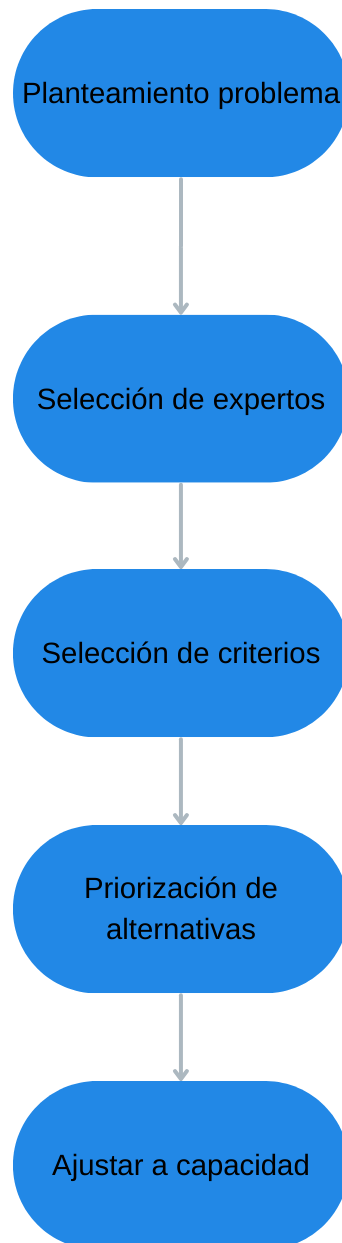 Planteamiento problema
Selección de expertos
Selección de criterios
Priorización de
alternativas
Ajustar a capacidad